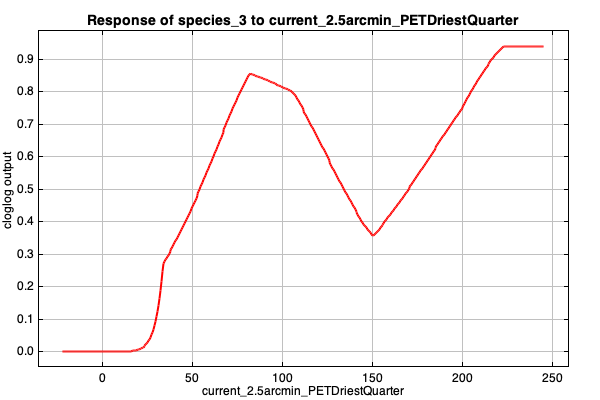 Response of species_3 to current_2.5arcmin_PETDriestQuarter
cloglog output
0.9
0.8
0.7
0.6
0.5
0.4
0.3
0.2
0.1
0.0
0 50 100 150 200 250
current_2.5arcmin_PETDriestQuarter